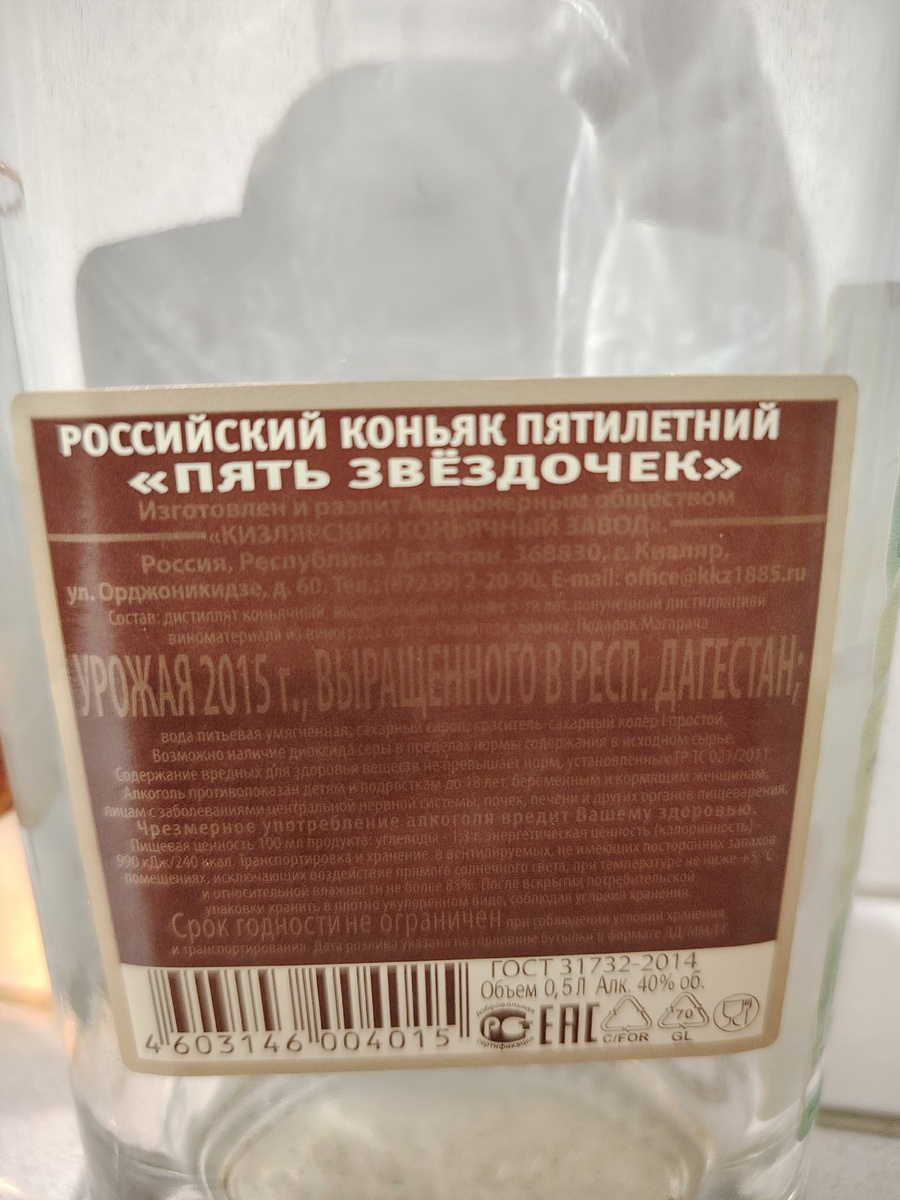 РОССИЙСКИЙ КОНЬЯК ПЯТИЛЕТНИЙ
«ПЯТЬ ЗВЁЗДОЧЕК»
Изготовлен и разлит Акционерным обществом
«КИЗЛЯРСКИЙ КОНЬЯЧНЫЙ ЗАВОД».
Россия, Республика Дагестан, 368830, г. Кизляр,
ул. Орджоникидзе, д. 60. Тел.: (87239) 2-20-90, E-mail: office@kkz1885.ru
Состав: дистиллят коньячный, не менее лет, полученный дистилляцией
виноматериала из винограда сортов: Подарок Магарача
УРОЖАЯ 2015 г., ВЫРАЩЕННОГО В РЕСП. ДАГЕСТАН;
вода питьевая умягченная, сахарный сироп, краситель-сахарный колер I простой.
Возможно наличие диоксида серы в пределах нормы содержания в исходном сырье.
Содержание вредных для здоровья веществ не превышает норм, установленных ТР ТС 021/2011.
Алкоголь противопоказан детям и подросткам до 18 лет, беременным и кормящим женщинам,
лицам с заболеваниями центральной нервной системы, почек, печени и других органов пищеварения.
Чрезмерное употребление алкоголя вредит Вашему здоровью.
Пищевая ценность 100 мл продукта: углеводы - 1,3 г. Энергетическая ценность (калорийность) -
990 кДж/240 ккал. Транспортировка и хранение: в вентилируемых, не имеющих посторонних запахов
помещениях, исключающих воздействие прямого солнечного света, при температуре не ниже +5 °С
и относительной влажности не более 85%. После вскрытия потребительской
упаковки хранить в плотно укупоренном виде, соблюдая условия хранения.
Срок годности не ограничен при соблюдении условия хранения
и транспортирования. Дата розлива указана на горловине бутылки в формате ДД/ММ/ГГ
ГОСТ 31732-2014
Объем 0,5 Л Алк. 40% об.
добровольная
РСТ EAC 70
сертификация C/FOR GL
4 603146 004015